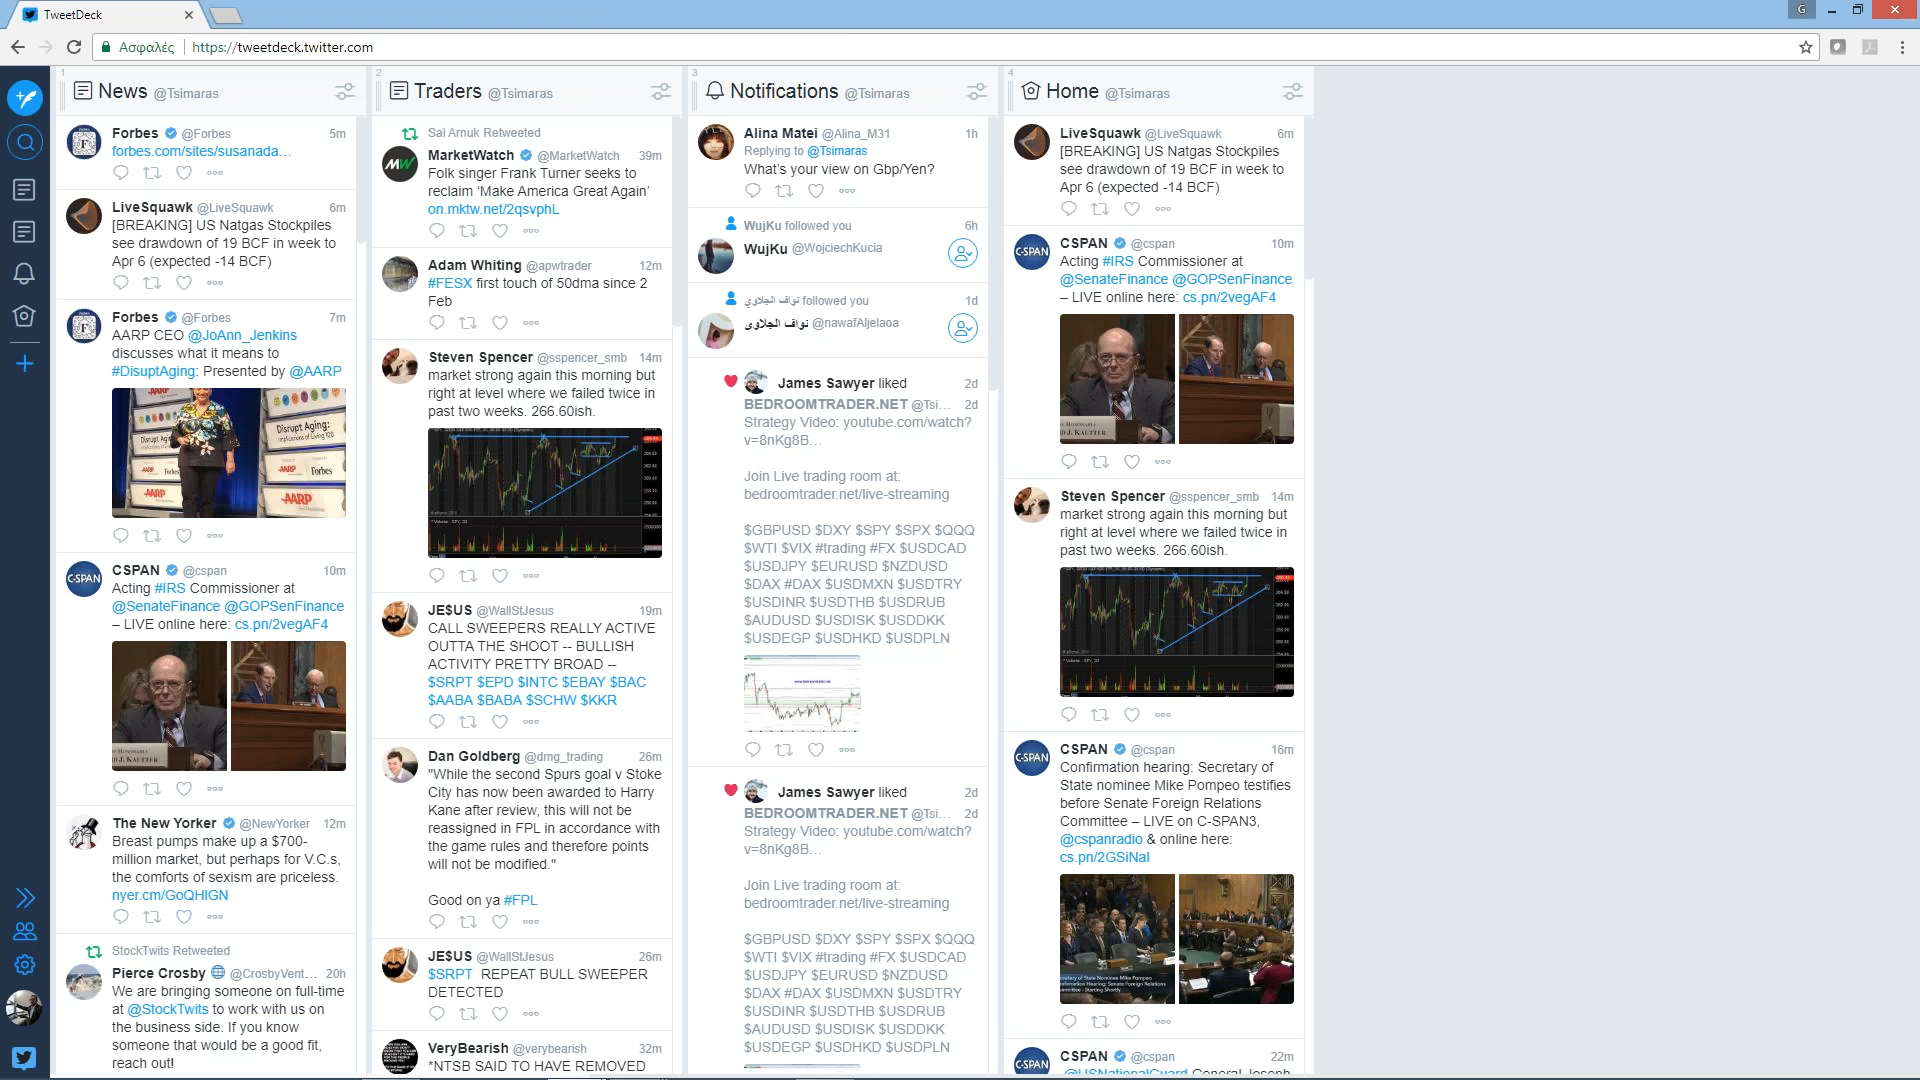 TweetDeck
G
Ασφαλές
https://tweetdeck.twitter.com
1
News @Tsimaras
Forbes @Forbes 5m
forbes.com/sites/susanada…
LiveSquawk @LiveSquawk 6m
[BREAKING] US Natgas Stockpiles
see drawdown of 19 BCF in week to
Apr 6 (expected -14 BCF)
Forbes @Forbes 7m
AARP CEO @JoAnn_Jenkins
discusses what it means to
#DisuptAging: Presented by @AARP
Disrupt Aging:
Implications of Living 100
AARP
Forbes
AARP
AARP
CSPAN @cspan 10m
Acting #IRS Commissioner at
@SenateFinance @GOPSenFinance
– LIVE online here: cs.pn/2vegAF4
D J. KAUTTER
The New Yorker @NewYorker 12m
Breast pumps make up a $700-
million market, but perhaps for V.C.s,
the comforts of sexism are priceless.
nyer.cm/GoQHIGN
StockTwits Retweeted
Pierce Crosby @CrosbyVent... 20h
We are bringing someone on full-time
at @StockTwits to work with us on
the business side. If you know
someone that would be a good fit,
reach out!
2
Traders @Tsimaras
Sal Arnuk Retweeted
MarketWatch @MarketWatch 39m
Folk singer Frank Turner seeks to
reclaim ‘Make America Great Again’
on.mktw.net/2qsvphL
Adam Whiting @apwtrader 12m
#FESX first touch of 50dma since 2
Feb
Steven Spencer @sspencer_smb 14m
market strong again this morning but
right at level where we failed twice in
past two weeks. 266.60ish.
JE$US @WallStJesus 19m
CALL SWEEPERS REALLY ACTIVE
OUTTA THE SHOOT -- BULLISH
ACTIVITY PRETTY BROAD --
$SRPT $EPD $INTC $EBAY $BAC
$AABA $BABA $SCHW $KKR
Dan Goldberg @dmg_trading 26m
"While the second Spurs goal v Stoke
City has now been awarded to Harry
Kane after review, this will not be
reassigned in FPL in accordance with
the game rules and therefore points
will not be modified."
Good on ya #FPL
JE$US @WallStJesus 26m
$SRPT REPEAT BULL SWEEPER
DETECTED
VeryBearish @verybearish 32m
*NTSB SAID TO HAVE REMOVED
3
Notifications @Tsimaras
Alina Matei @Alina_M31 1h
Replying to @Tsimaras
What's your view on Gbp/Yen?
WujKu followed you 6h
WujKu @WojciechKucia
نواف الجلاوي followed you 1d
نواف الجلاوي @nawafAljelaoa
James Sawyer liked 2d
BEDROOMTRADER.NET @Tsi... 2d
Strategy Video: youtube.com/watch?
v=8nKg8B…
Join Live trading room at:
bedroomtrader.net/live-streaming
$GBPUSD $DXY $SPY $SPX $QQQ
$WTI $VIX #trading #FX $USDCAD
$USDJPY $EURUSD $NZDUSD
$DAX #DAX $USDMXN $USDTRY
$USDINR $USDTHB $USDRUB
$AUDUSD $USDISK $USDDKK
$USDEGP $USDHKD $USDPLN
James Sawyer liked 2d
BEDROOMTRADER.NET @Tsi... 2d
Strategy Video: youtube.com/watch?
v=8nKg8B…
Join Live trading room at:
bedroomtrader.net/live-streaming
$GBPUSD $DXY $SPY $SPX $QQQ
$WTI $VIX #trading #FX $USDCAD
$USDJPY $EURUSD $NZDUSD
$DAX #DAX $USDMXN $USDTRY
$USDINR $USDTHB $USDRUB
$AUDUSD $USDISK $USDDKK
$USDEGP $USDHKD $USDPLN
4
Home @Tsimaras
LiveSquawk @LiveSquawk 6m
[BREAKING] US Natgas Stockpiles
see drawdown of 19 BCF in week to
Apr 6 (expected -14 BCF)
CSPAN @cspan 10m
Acting #IRS Commissioner at
@SenateFinance @GOPSenFinance
– LIVE online here: cs.pn/2vegAF4
D J. KAUTTER
Steven Spencer @sspencer_smb 14m
market strong again this morning but
right at level where we failed twice in
past two weeks. 266.60ish.
CSPAN @cspan 16m
Confirmation hearing: Secretary of
State nominee Mike Pompeo testifies
before Senate Foreign Relations
Committee – LIVE on C-SPAN3,
@cspanradio & online here:
cs.pn/2GSiNaI
CSPAN @cspan 22m
.@USNationalGuard General Joseph